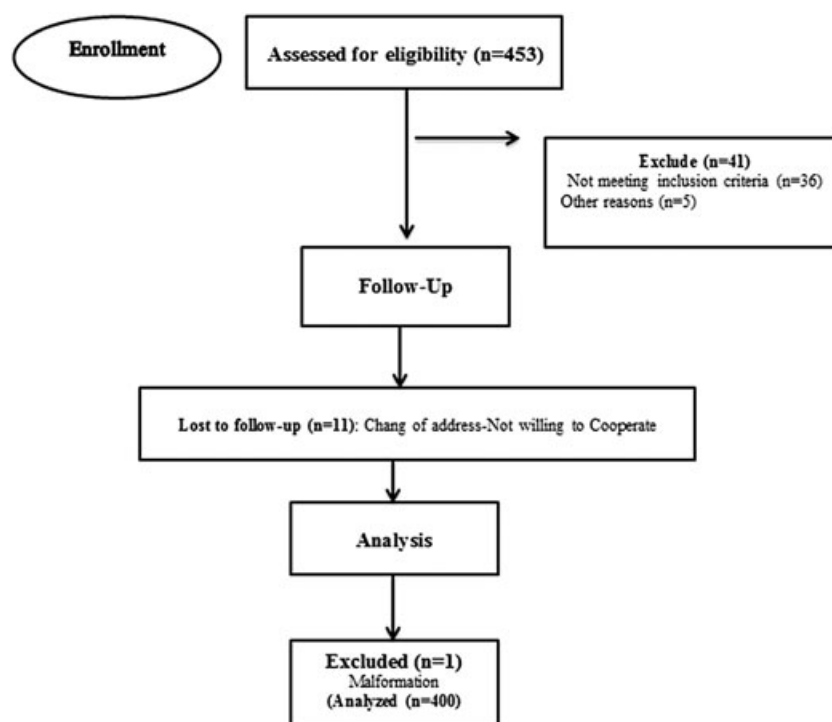 Enrollment
Assessed for eligibility (n=453)
Exclude (n=41)
Not meeting inclusion criteria (n=36)
Other reasons (n=5)
Follow-Up
Lost to follow-up (n=11): Chang of address-Not willing to Cooperate
Analysis
Excluded (n=1)
Malformation
(Analyzed (n=400)